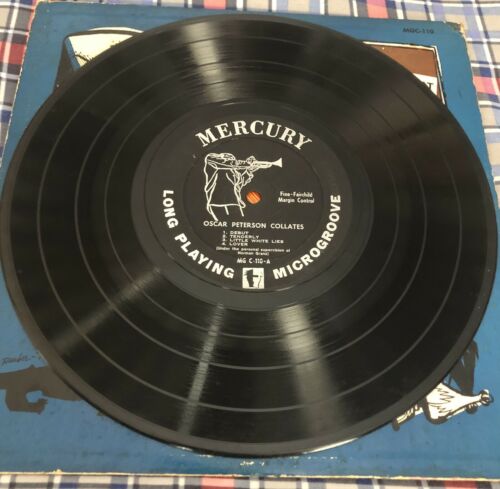 MGC-110
MERCURY
Fine-Fairchild
Margin Control
OSCAR PETERSON COLLATES
1. DEBUT
2. TENDERLY
3. LITTLE WHITE LIES
4. LOVER
(Under the personal supervision of
Norman Granz)
MG C-110-A
LONG PLAYING MICROGROOVE